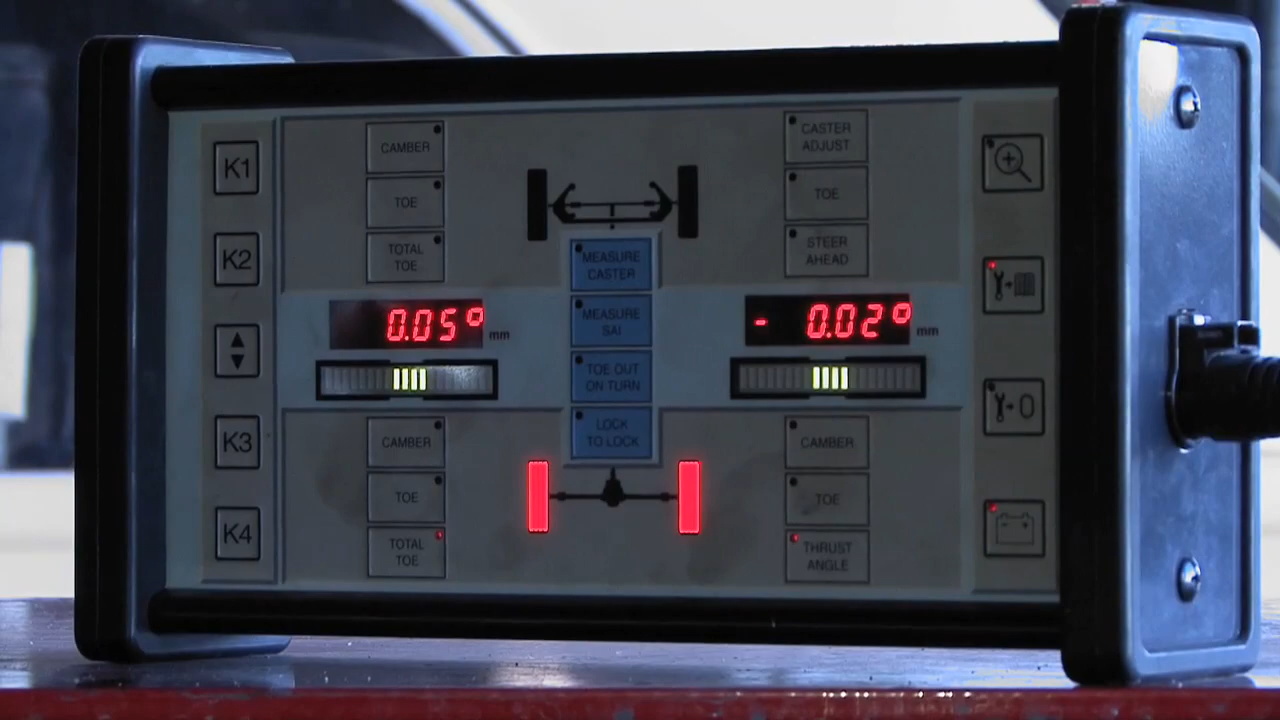 K1
K2
K3
K4
CAMBER
TOE
TOTAL
TOE
0.05° mm
CAMBER
TOE
TOTAL
TOE
MEASURE
CASTER
MEASURE
SAI
TOE OUT
ON TURN
LOCK
TO LOCK
CASTER
ADJUST
TOE
STEER
AHEAD
- 0.02° mm
CAMBER
TOE
THRUST
ANGLE
0